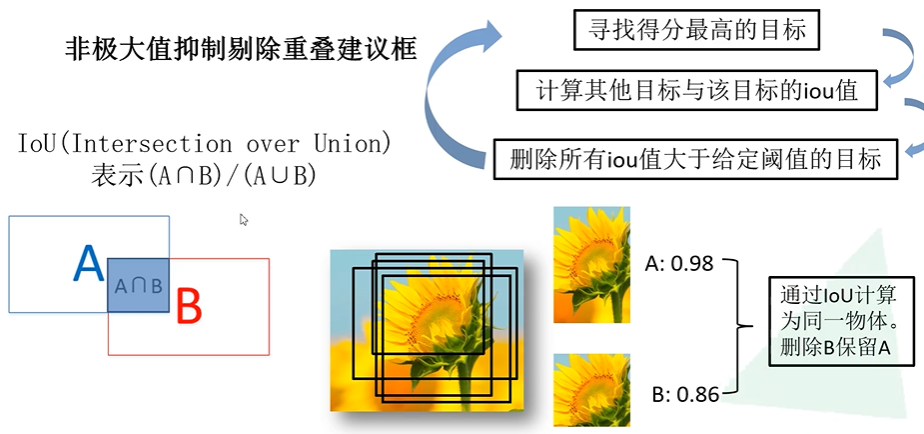 非极大值抑制剔除重叠建议框
寻找得分最高的目标
计算其他目标与该目标的iou值
删除所有iou值大于给定阈值的目标
IoU(Intersection over Union)
表示(A∩B)/(A∪B)
A
A∩B
B
A: 0.98
B: 0.86
通过IoU计算
为同一物体。
删除B保留A